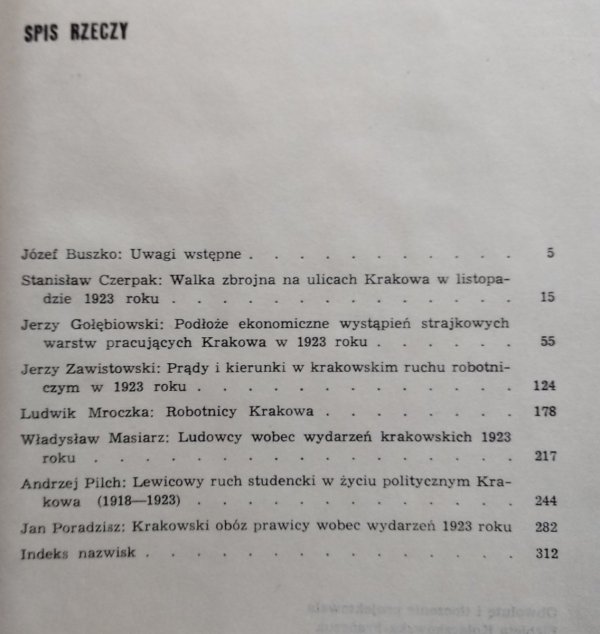 SPIS RZECZY
Józef Buszko: Uwagi wstępne . . . . . . . . . . . 5
Stanisław Czerpak: Walka zbrojna na ulicach Krakowa w listopa-
dzie 1923 roku . . . . . . . . . . . . . 15
Jerzy Gołębiowski: Podłoże ekonomiczne wystąpień strajkowych
warstw pracujących Krakowa w 1923 roku . . . . . . 55
Jerzy Zawistowski: Prądy i kierunki w krakowskim ruchu robotni-
czym w 1923 roku . . . . . . . . . . . . 124
Ludwik Mroczka: Robotnicy Krakowa . . . . . . . . 178
Władysław Masiarz: Ludowcy wobec wydarzeń krakowskich 1923
roku . . . . . . . . . . . . . . . . 217
Andrzej Pilch: Lewicowy ruch studencki w życiu politycznym Kra-
kowa (1918—1923) . . . . . . . . . . . . 244
Jan Poradzisz: Krakowski obóz prawicy wobec wydarzeń 1923 roku 282
Indeks nazwisk . . . . . . . . . . . . . . 312